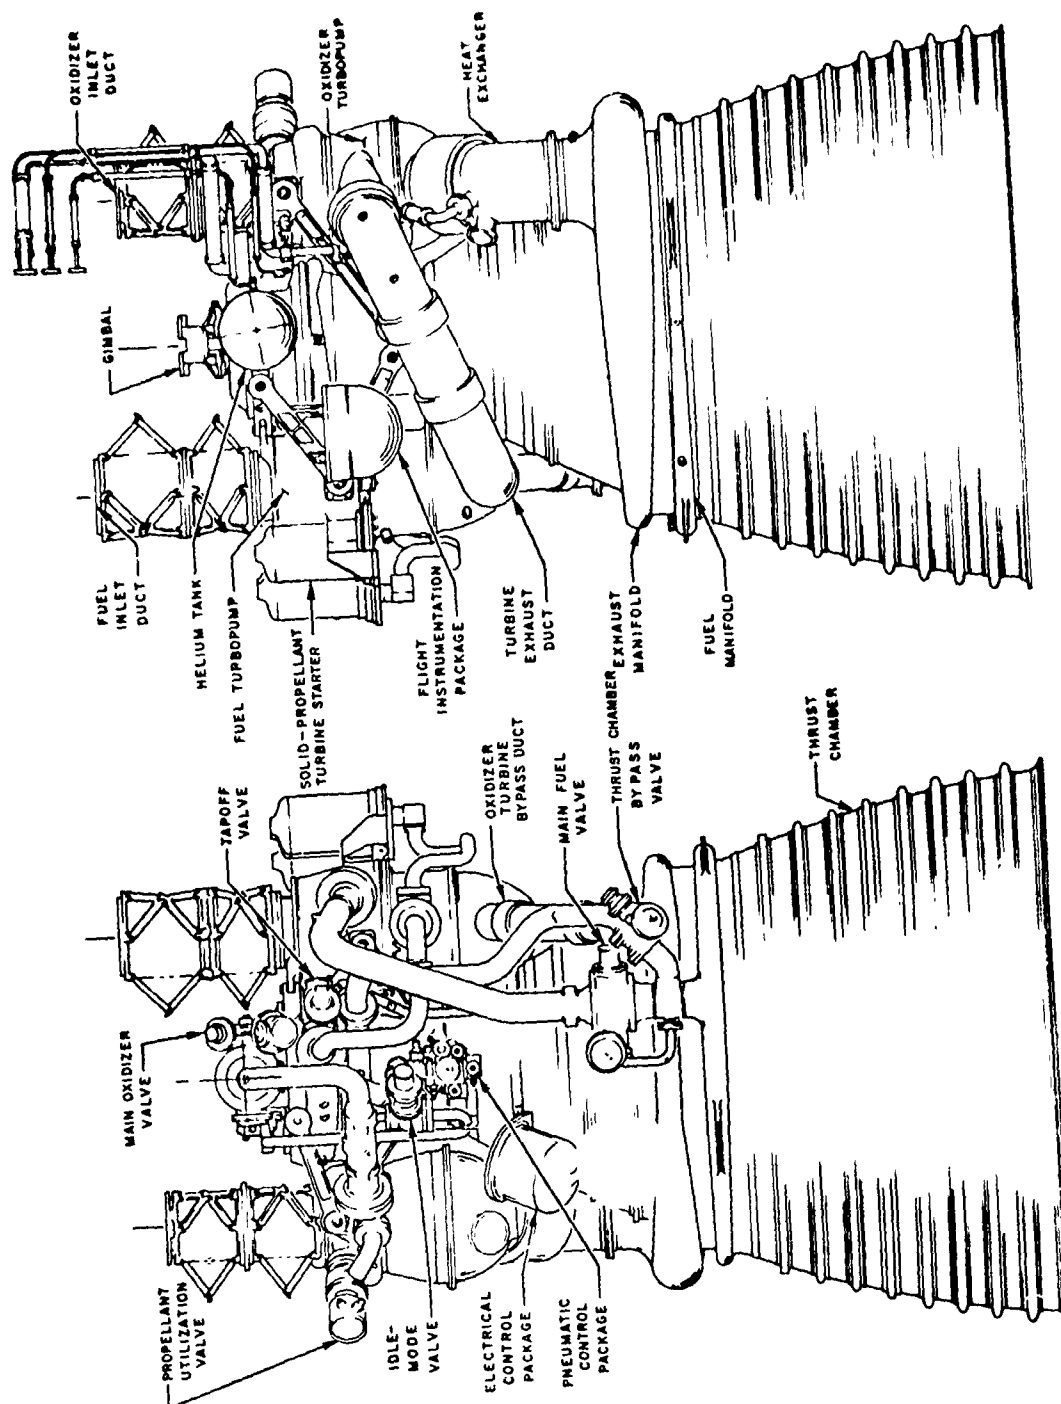 OXIDIZER
INLET
DUCT
GIMBAL
FUEL
INLET
DUCT
HELIUM TANK
FUEL TURBOPUMP
SOLID-PROPELLANT
TURBINE STARTER
OXIDIZER
TURBOPUMP
FLIGHT
INSTRUMENTATION
PACKAGE
HEAT
EXCHANGER
TURBINE
EXHAUST
DUCT
EXHAUST
MANIFOLD
FUEL
MANIFOLD
TAPOFF
VALVE
MAIN OXIDIZER
VALVE
PROPELLANT
UTILIZATION
VALVE
IDLE-
MODE
VALVE
ELECTRICAL
CONTROL
PACKAGE
PNEUMATIC
CONTROL
PACKAGE
OXIDIZER
TURBINE
BYPASS DUCT
MAIN FUEL
VALVE
THRUST CHAMBER
BYPASS
VALVE
THRUST
CHAMBER